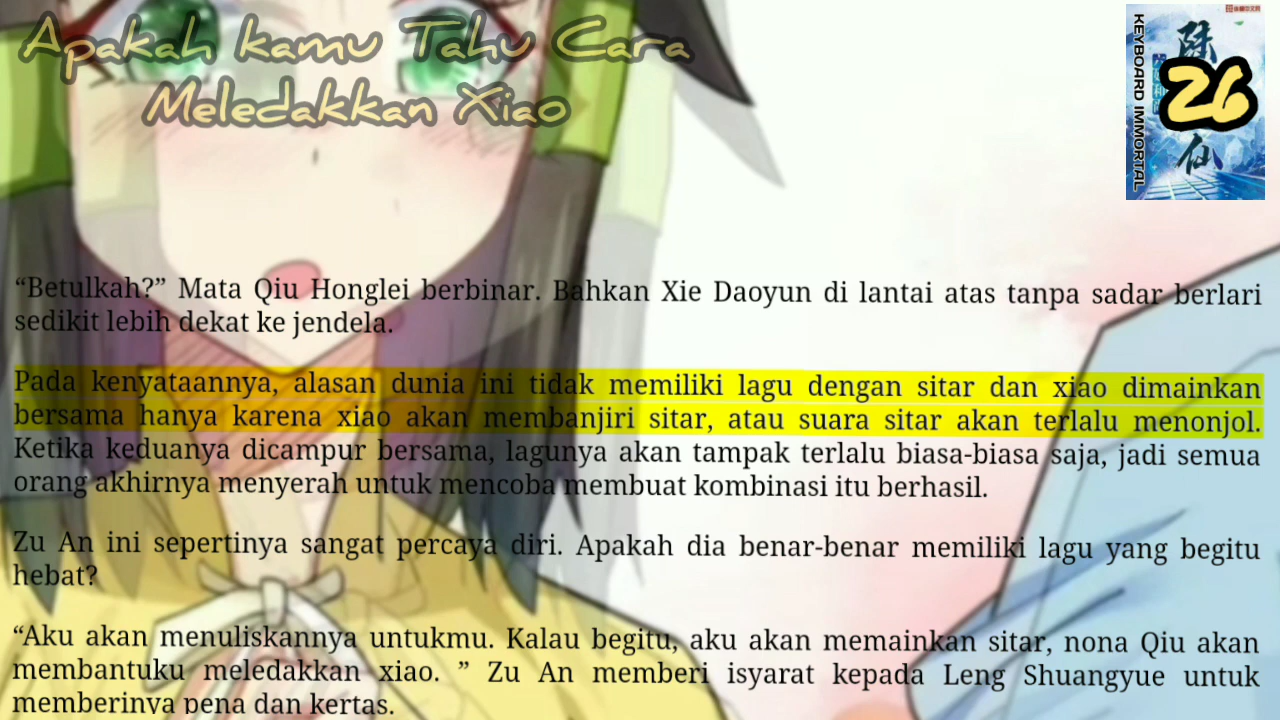 Apakah kamu Tahu Cara
Meledakkan Xiao
KEYBOARD IMMORTAL
陆
26
仙
“Betulkah?” Mata Qiu Honglei berbinar. Bahkan Xie Daoyun di lantai atas tanpa sadar berlari
sedikit lebih dekat ke jendela.
Pada kenyataannya, alasan dunia ini tidak memiliki lagu dengan sitar dan xiao dimainkan
bersama hanya karena xiao akan membanjiri sitar, atau suara sitar akan terlalu menonjol.
Ketika keduanya dicampur bersama, lagunya akan tampak terlalu biasa-biasa saja, jadi semua
orang akhirnya menyerah untuk mencoba membuat kombinasi itu berhasil.
Zu An ini sepertinya sangat percaya diri. Apakah dia benar-benar memiliki lagu yang begitu
hebat?
“Aku akan menuliskannya untukmu. Kalau begitu, aku akan memainkan sitar, nona Qiu akan
membantuku meledakkan xiao. ” Zu An memberi isyarat kepada Leng Shuangyue untuk
memberinya pena dan kertas.